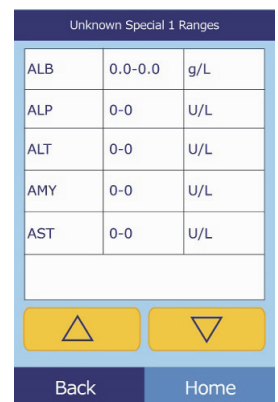 Unknown Special 1 Ranges
ALB 0.0-0.0 g/L
ALP 0-0 U/L
ALT 0-0 U/L
AMY 0-0 U/L
AST 0-0 U/L
Back Home